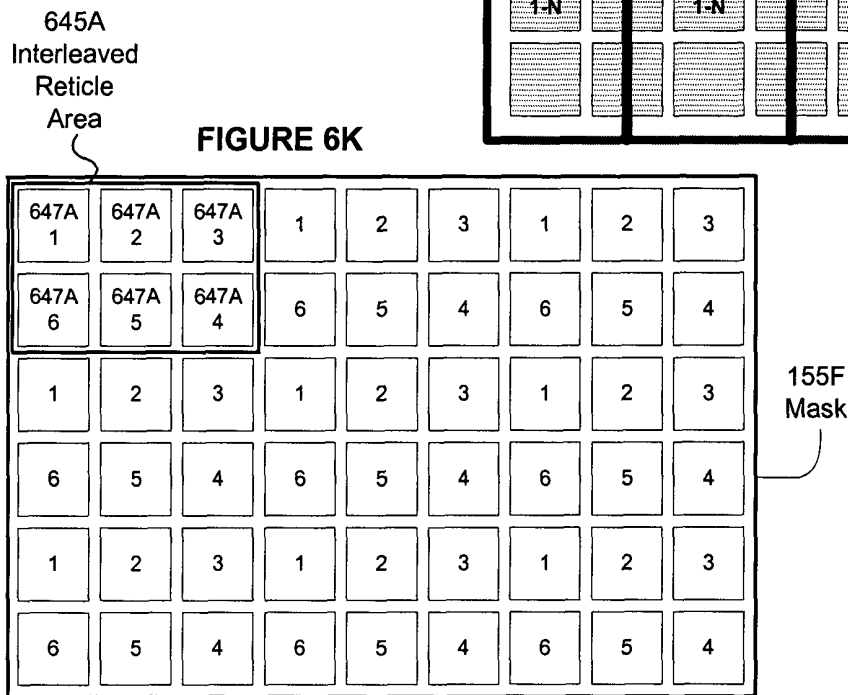 645A
Interleaved
Reticle
Area
1-N 1-N
FIGURE 6K
647A 647A 647A 1 2 3 1 2 3
1 2 3
647A 647A 647A 6 5 4 6 5 4
6 5 4
1 2 3 1 2 3 1 2 3
155F
Mask
6 5 4 6 5 4 6 5 4
1 2 3 1 2 3 1 2 3
6 5 4 6 5 4 6 5 4